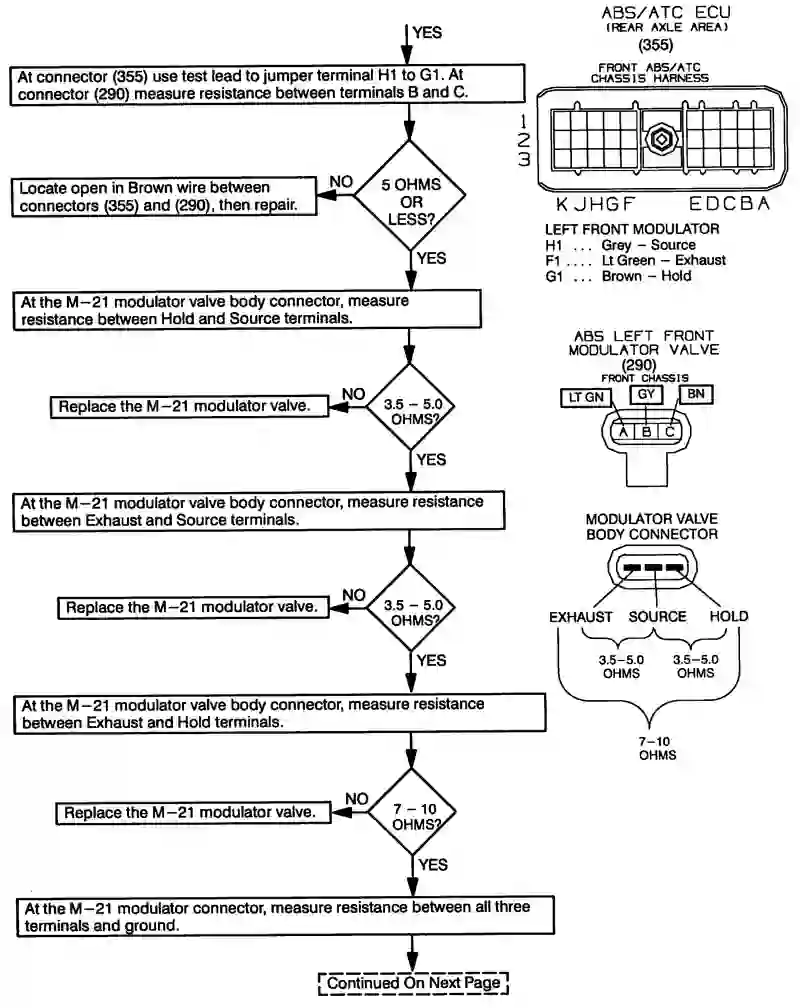 YES
At connector (355) use test lead to jumper terminal H1 to G1. At
connector (290) measure resistance between terminals B and C.
NO
Locate open in Brown wire between
connectors (355) and (290), then repair.
5 OHMS
OR
LESS?
YES
At the M-21 modulator valve body connector, measure
resistance between Hold and Source terminals.
NO
Replace the M-21 modulator valve.
3.5 - 5.0
OHMS?
YES
At the M-21 modulator valve body connector, measure resistance
between Exhaust and Source terminals.
NO
Replace the M-21 modulator valve.
3.5 - 5.0
OHMS?
YES
At the M-21 modulator valve body connector, measure resistance
between Exhaust and Hold terminals.
NO
Replace the M-21 modulator valve.
7 - 10
OHMS?
YES
At the M-21 modulator connector, measure resistance between all three
terminals and ground.
Continued On Next Page
ABS/ATC ECU
(REAR AXLE AREA)
(355)
FRONT ABS/ATC
CHASSIS HARNESS
1
2
3
KJHGF EDCBA
LEFT FRONT MODULATOR
H1 ... Grey - Source
F1 .... Lt Green - Exhaust
G1 ... Brown - Hold
ABS LEFT FRONT
MODULATOR VALVE
(290)
FRONT CHASSIS
LT GN GY BN
A B C
MODULATOR VALVE
BODY CONNECTOR
EXHAUST SOURCE HOLD
3.5-5.0 3.5-5.0
OHMS OHMS
7-10
OHMS